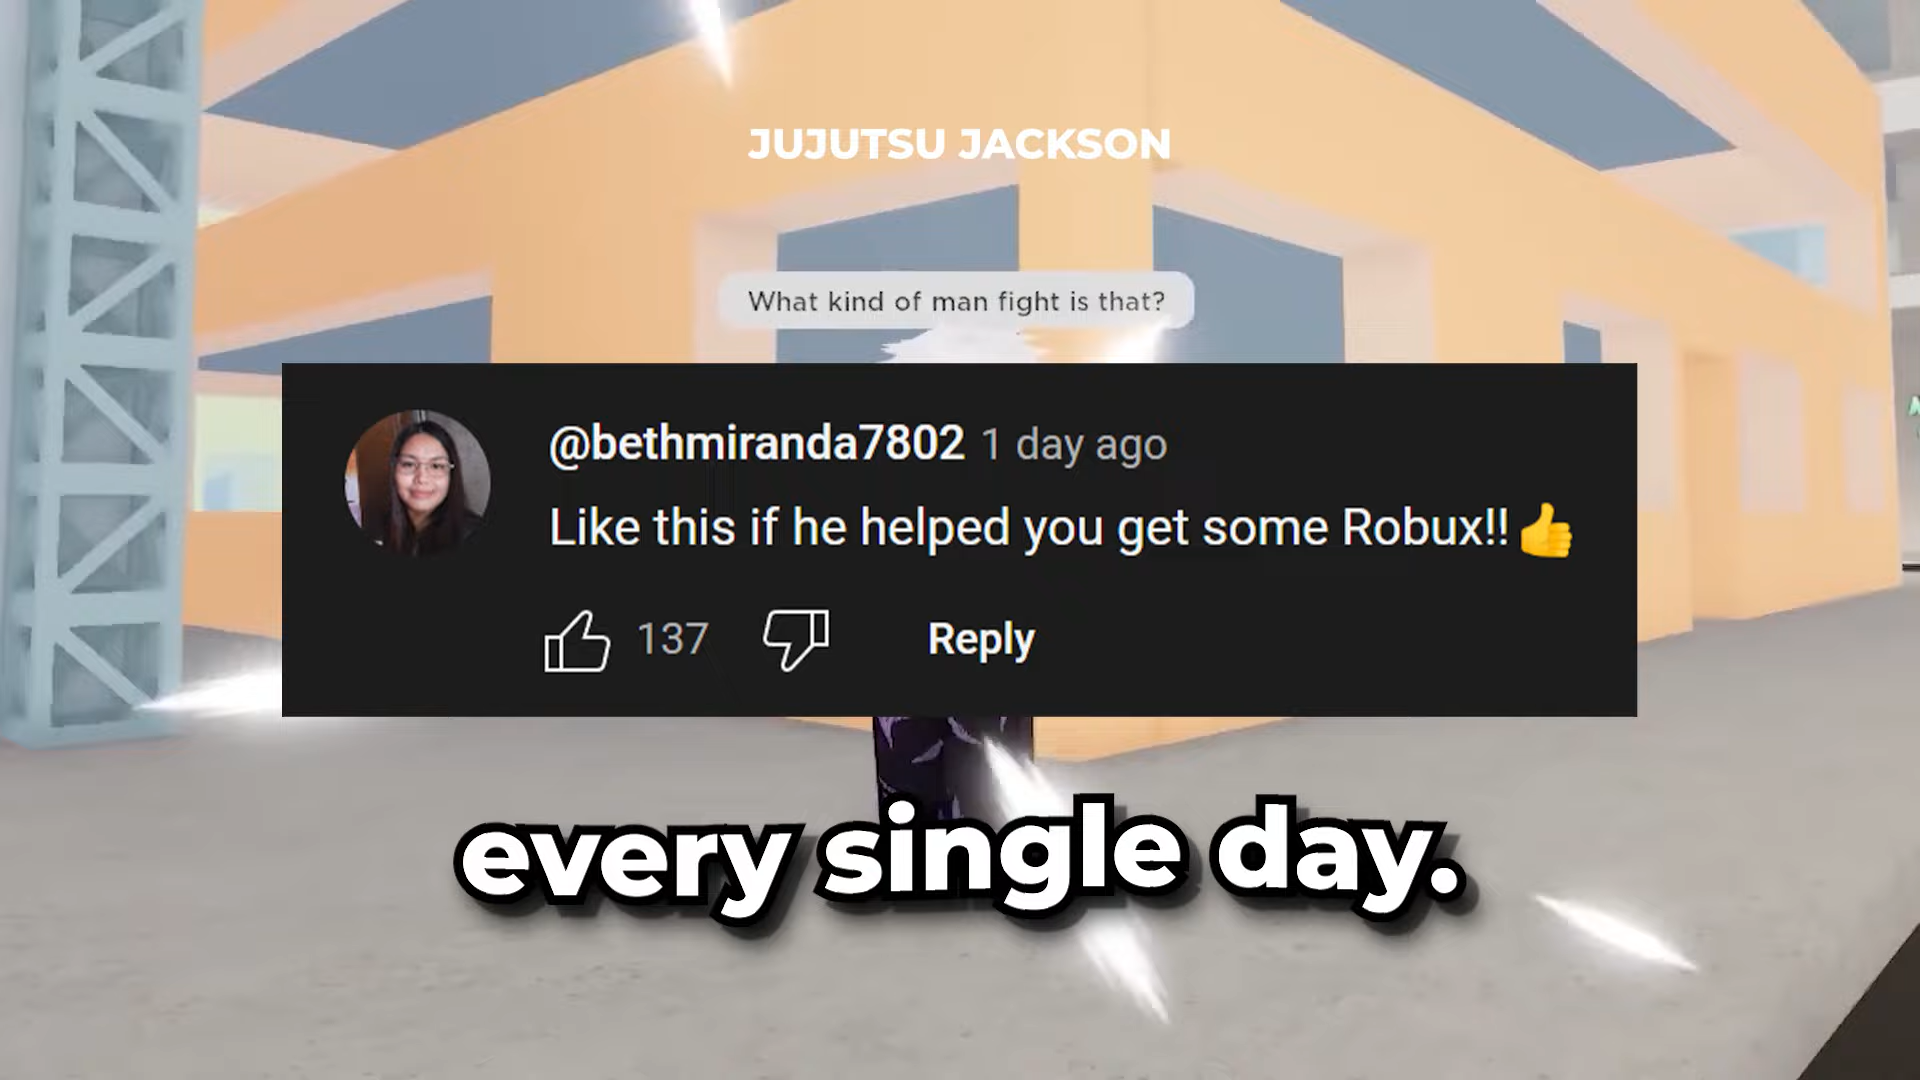 JUJUTSU JACKSON
What kind of man fight is that?
@bethmiranda7802 1 day ago
Like this if he helped you get some Robux!! 👍
137 Reply
every single day.